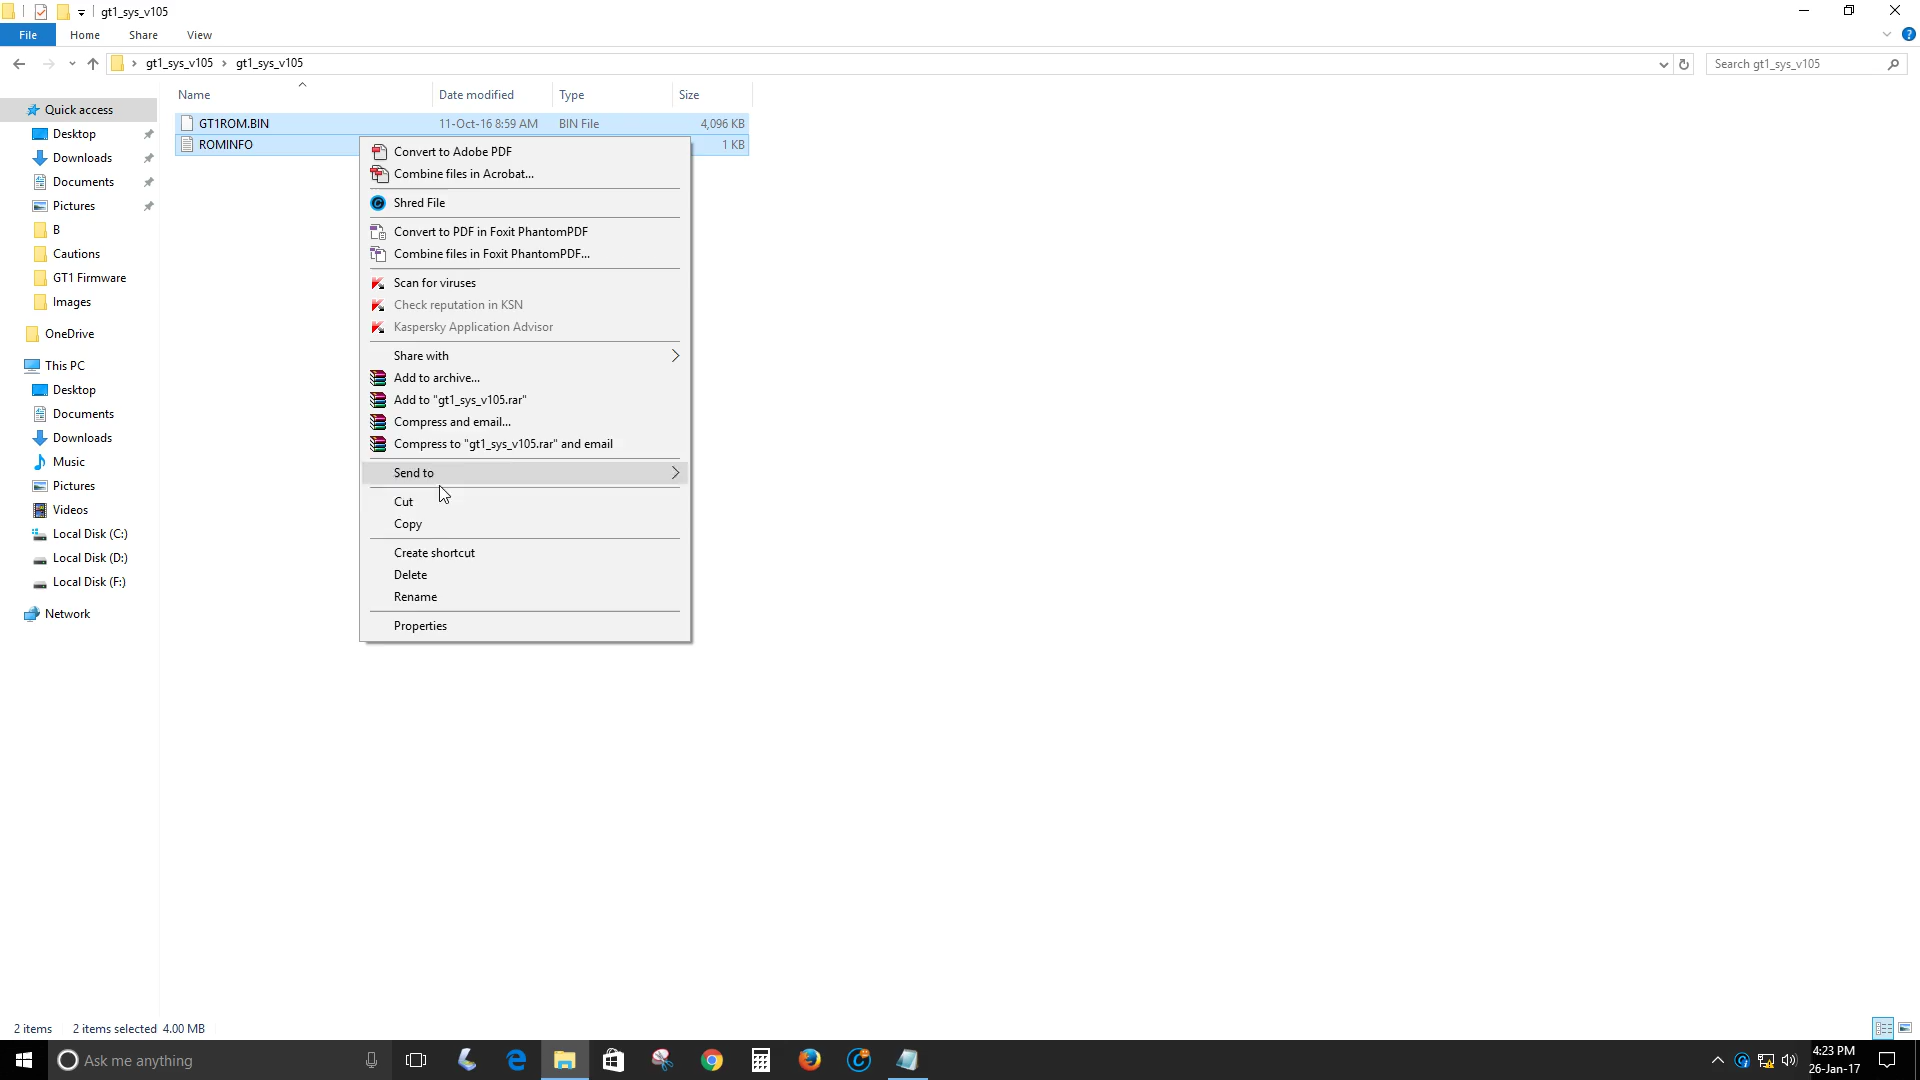 gt1_sys_v105
File Home Share View
gt1_sys_v105 gt1_sys_v105
Search gt1_sys_v105
Name Date modified Type Size
GT1ROM.BIN 11-Oct-16 8:59 AM BIN File 4,096 KB
ROMINFO 1 KB
Quick access
Desktop
Downloads
Documents
Pictures
B
Cautions
GT1 Firmware
Images
OneDrive
This PC
Desktop
Documents
Downloads
Music
Pictures
Videos
Local Disk (C:)
Local Disk (D:)
Local Disk (F:)
Network
Convert to Adobe PDF
Combine files in Acrobat...
Shred File
Convert to PDF in Foxit PhantomPDF
Combine files in Foxit PhantomPDF...
Scan for viruses
Check reputation in KSN
Kaspersky Application Advisor
Share with
Add to archive...
Add to "gt1_sys_v105.rar"
Compress and email...
Compress to "gt1_sys_v105.rar" and email
Send to
Cut
Copy
Create shortcut
Delete
Rename
Properties
2 items 2 items selected 4.00 MB
Ask me anything
4:23 PM
26-Jan-17